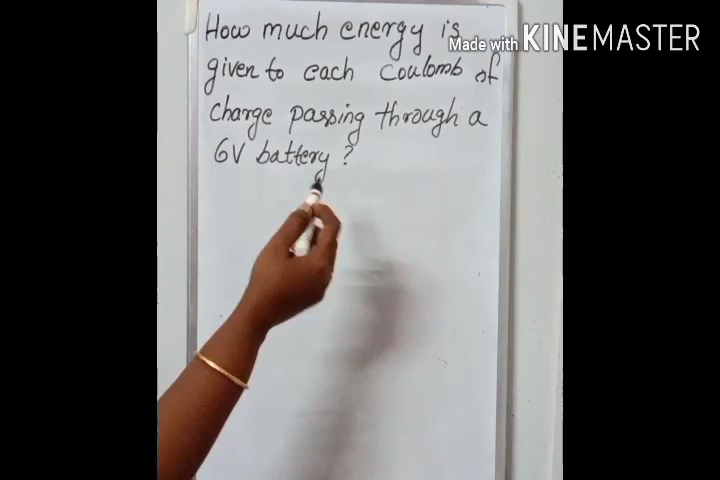 How much energy is
Made with KINEMASTER
given to each Coulomb of
charge passing through a
6V battery ?